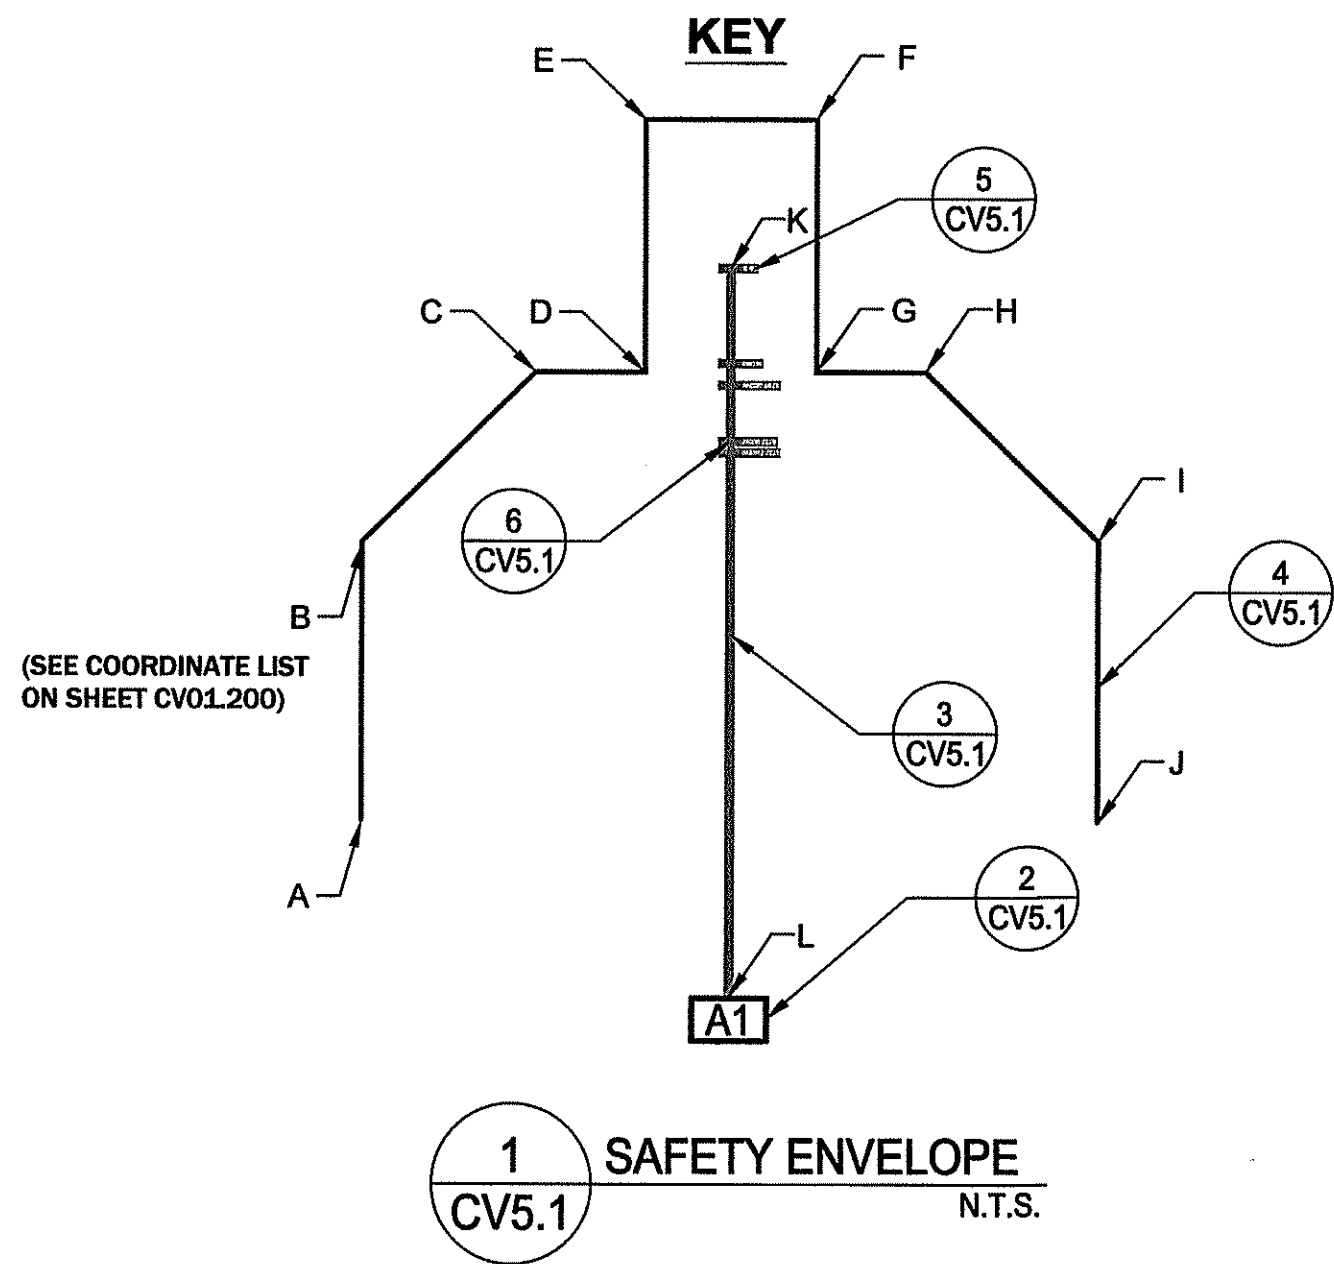 KEY
E
F
5
CV5.1
K
C
D
G
H
I
6
CV5.1
4
CV5.1
B
(SEE COORDINATE LIST
ON SHEET CV01.200)
3
CV5.1
J
A
2
CV5.1
L
A1
1
CV5.1
SAFETY ENVELOPE
N.T.S.